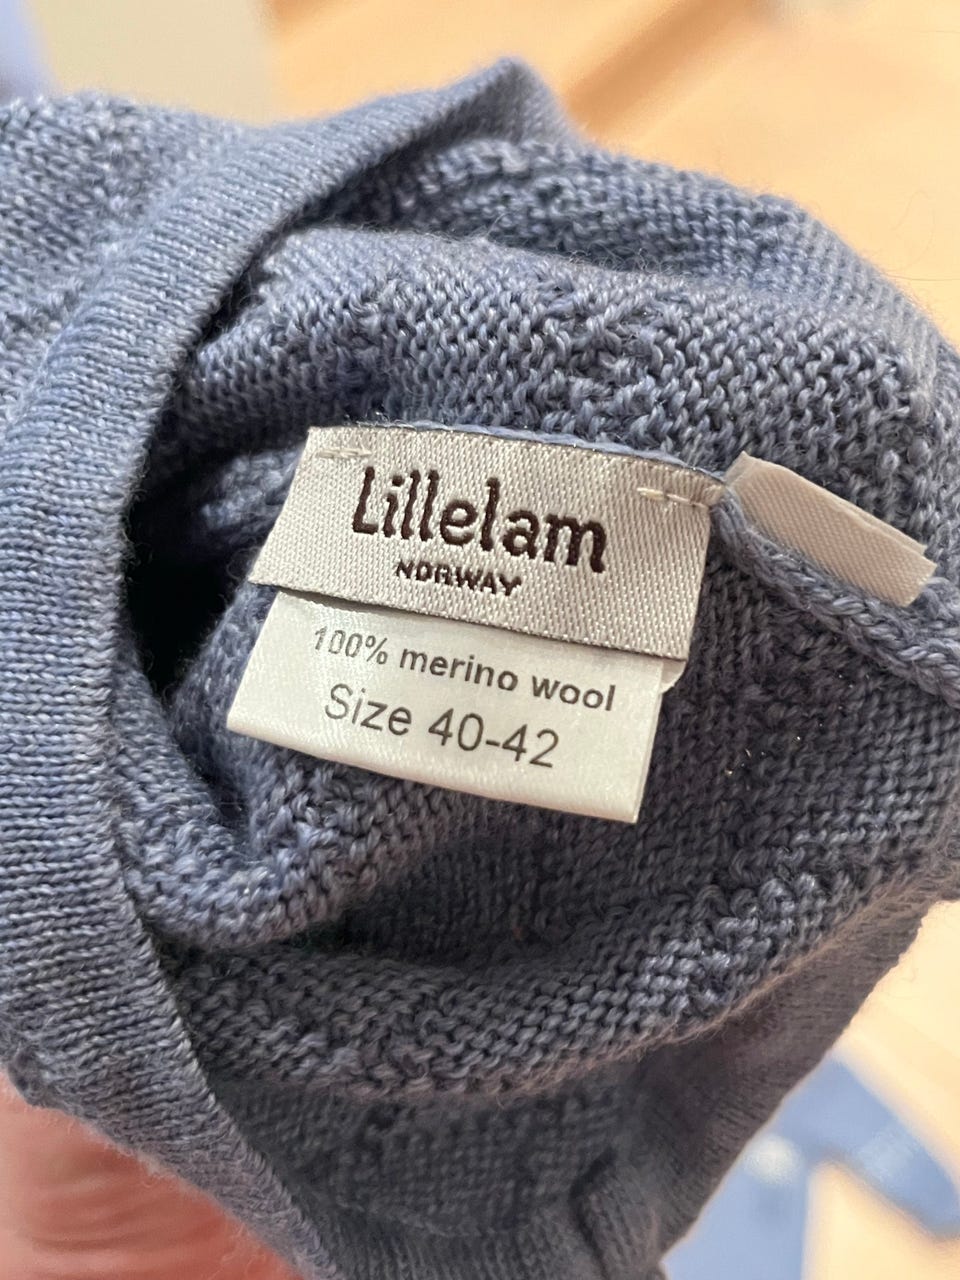 Lillelam
NORWAY
100% merino wool
Size 40-42